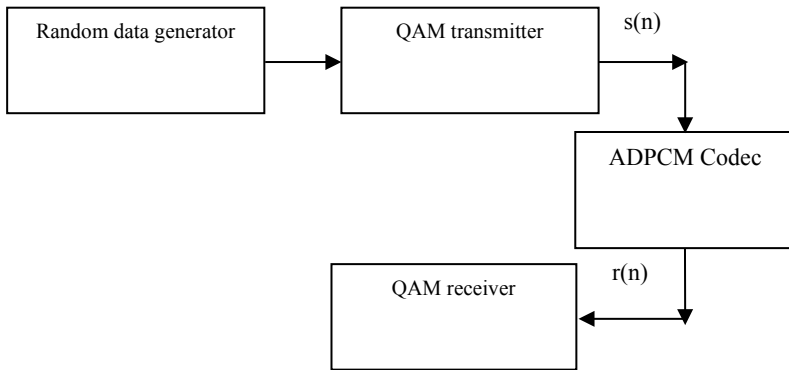 Random data generator
QAM transmitter
s(n)
ADPCM Codec
r(n)
QAM receiver